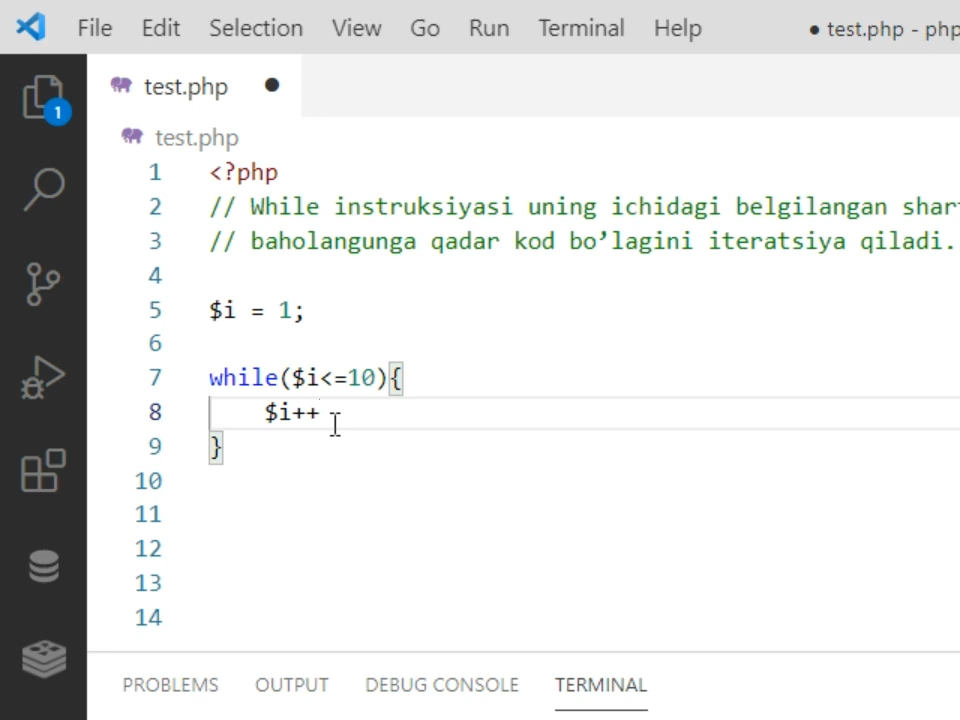 File Edit Selection View Go Run Terminal Help ● test.php - php
test.php ●
1
test.php
1 <?php
2 // While instruksiyasi uning ichidagi belgilangan shar
3 // baholangunga qadar kod bo’lagini iteratsiya qiladi.
4
5 $i = 1;
6
7 while($i<=10){
8 $i++
9 }
10
11
12
13
14
PROBLEMS OUTPUT DEBUG CONSOLE TERMINAL